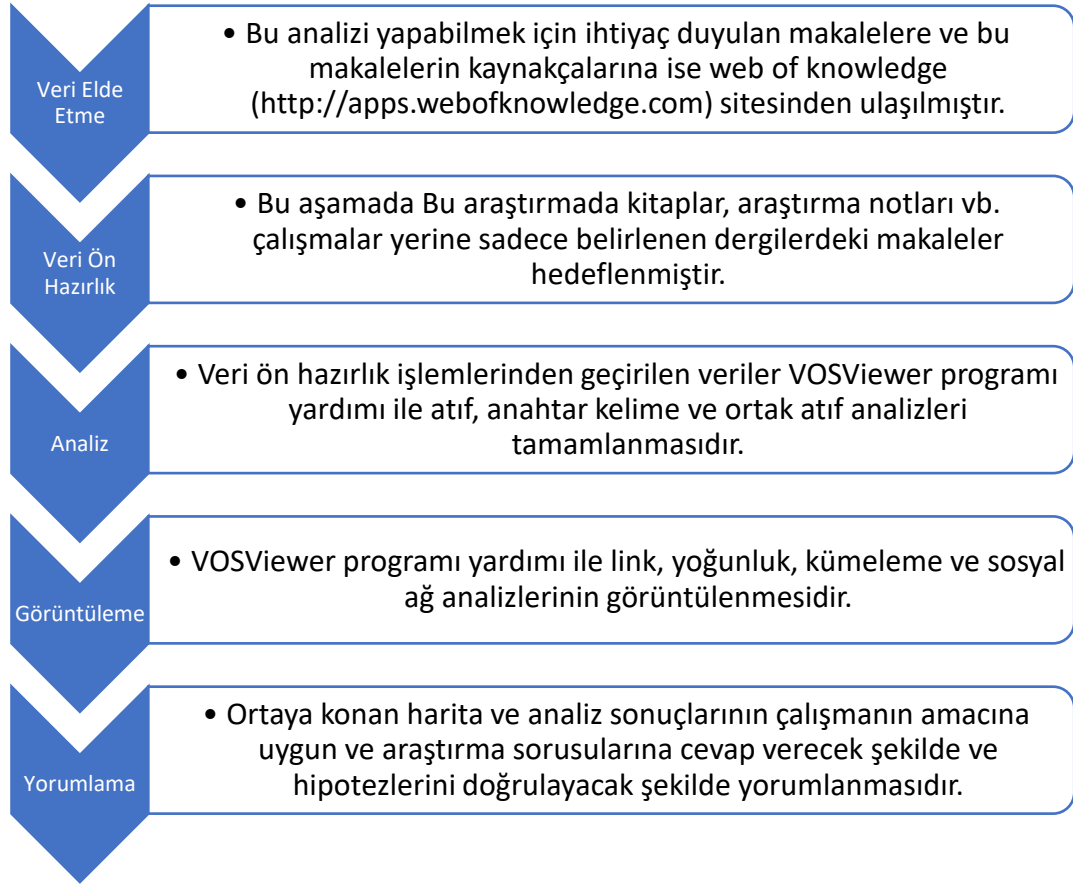 Veri Elde
Etme
• Bu analizi yapabilmek için ihtiyaç duyulan makalelere ve bu
makalelerin kaynakçalarına ise web of knowledge
(http://apps.webofknowledge.com) sitesinden ulaşılmıştır.
Veri Ön
Hazırlık
• Bu aşamada Bu araştırmada kitaplar, araştırma notları vb.
çalışmalar yerine sadece belirlenen dergilerdeki makaleler
hedeflenmiştir.
Analiz
• Veri ön hazırlık işlemlerinden geçirilen veriler VOSViewer programı
yardımı ile atıf, anahtar kelime ve ortak atıf analizleri
tamamlanmasıdır.
Görüntüleme
• VOSViewer programı yardımı ile link, yoğunluk, kümeleme ve sosyal
ağ analizlerinin görüntülenmesidir.
Yorumlama
• Ortaya konan harita ve analiz sonuçlarının çalışmanın amacına
uygun ve araştırma sorusularına cevap verecek şekilde ve
hipotezlerini doğrulayacak şekilde yorumlanmasıdır.